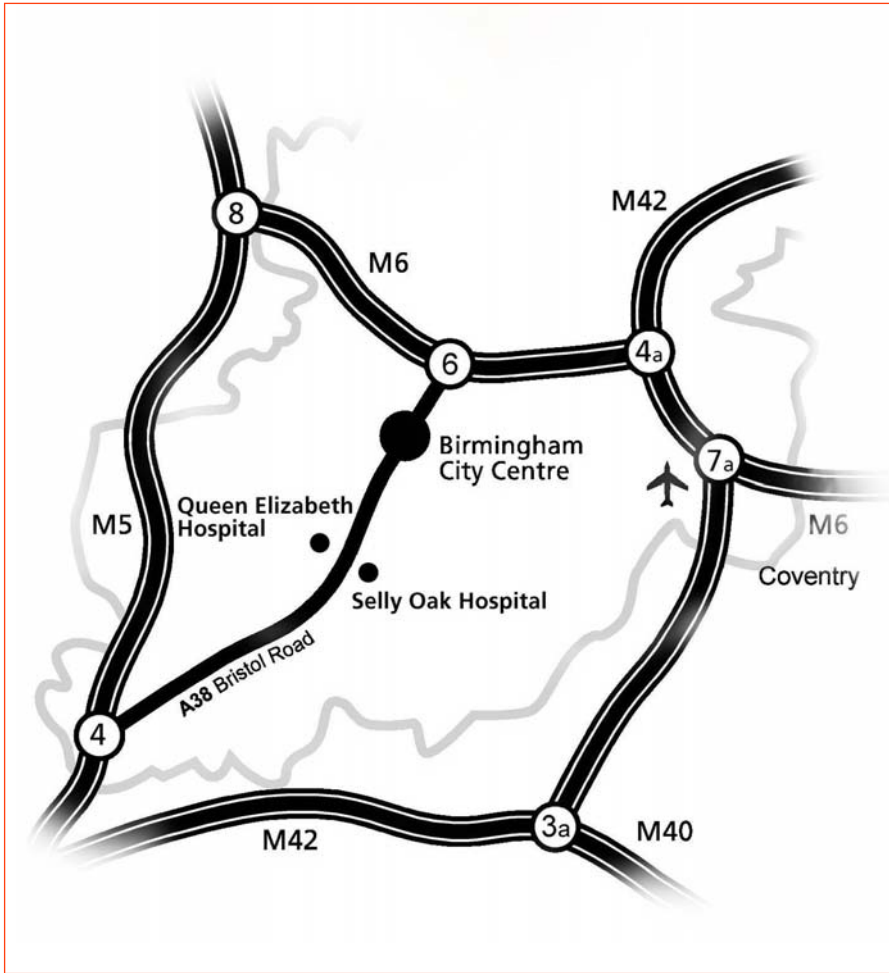 M42
8
M6
6
4a
Birmingham
City Centre
7a
Queen Elizabeth
Hospital
M5
M6
Coventry
Selly Oak Hospital
A38 Bristol Road
4
3a
M42
M40